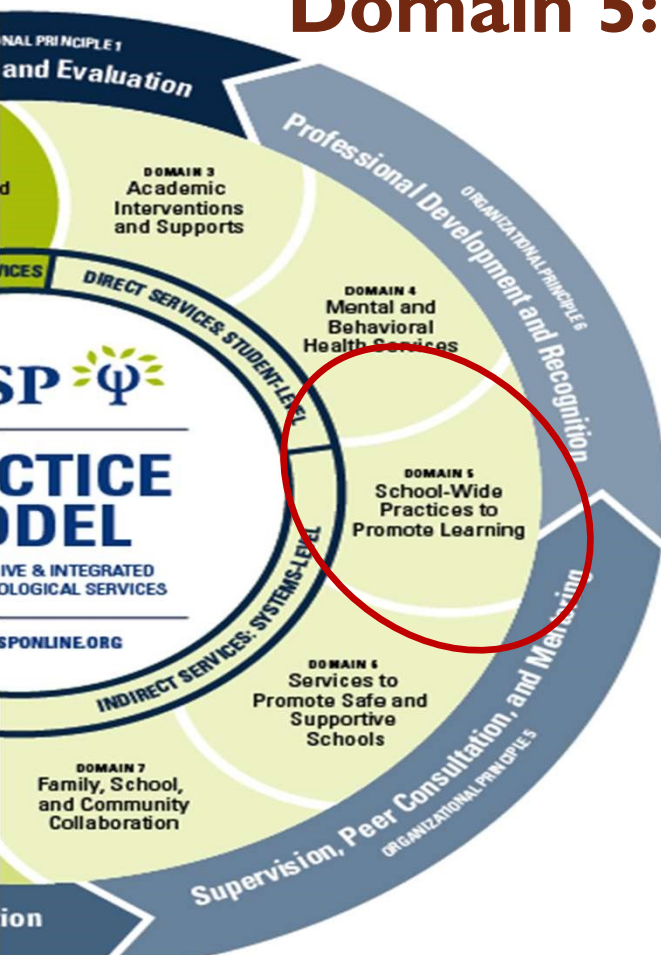 Domain 5:
NAL PRINCIPLE 1
and Evaluation
Professional Development and Recognition
ORGANIZATIONAL PRINCIPLE 6
d
DOMAIN 3
Academic
Interventions
and Supports
DOMAIN 4
Mental and
Behavioral
Health Services
VICES
DIRECT SERVICES: STUDENT-LEVEL
SP
CTICE
ODEL
IVE & INTEGRATED
OLOGICAL SERVICES
SPONLINE.ORG
DOMAIN 5
School-Wide
Practices to
Promote Learning
INDIRECT SERVICES: SYSTEMS-LEVEL
DOMAIN 6
Services to
Promote Safe and
Supportive
Schools
DOMAIN 7
Family, School,
and Community
Collaboration
Supervision, Peer Consultation, and Mentoring
ORGANIZATIONAL PRINCIPLE 5
ion